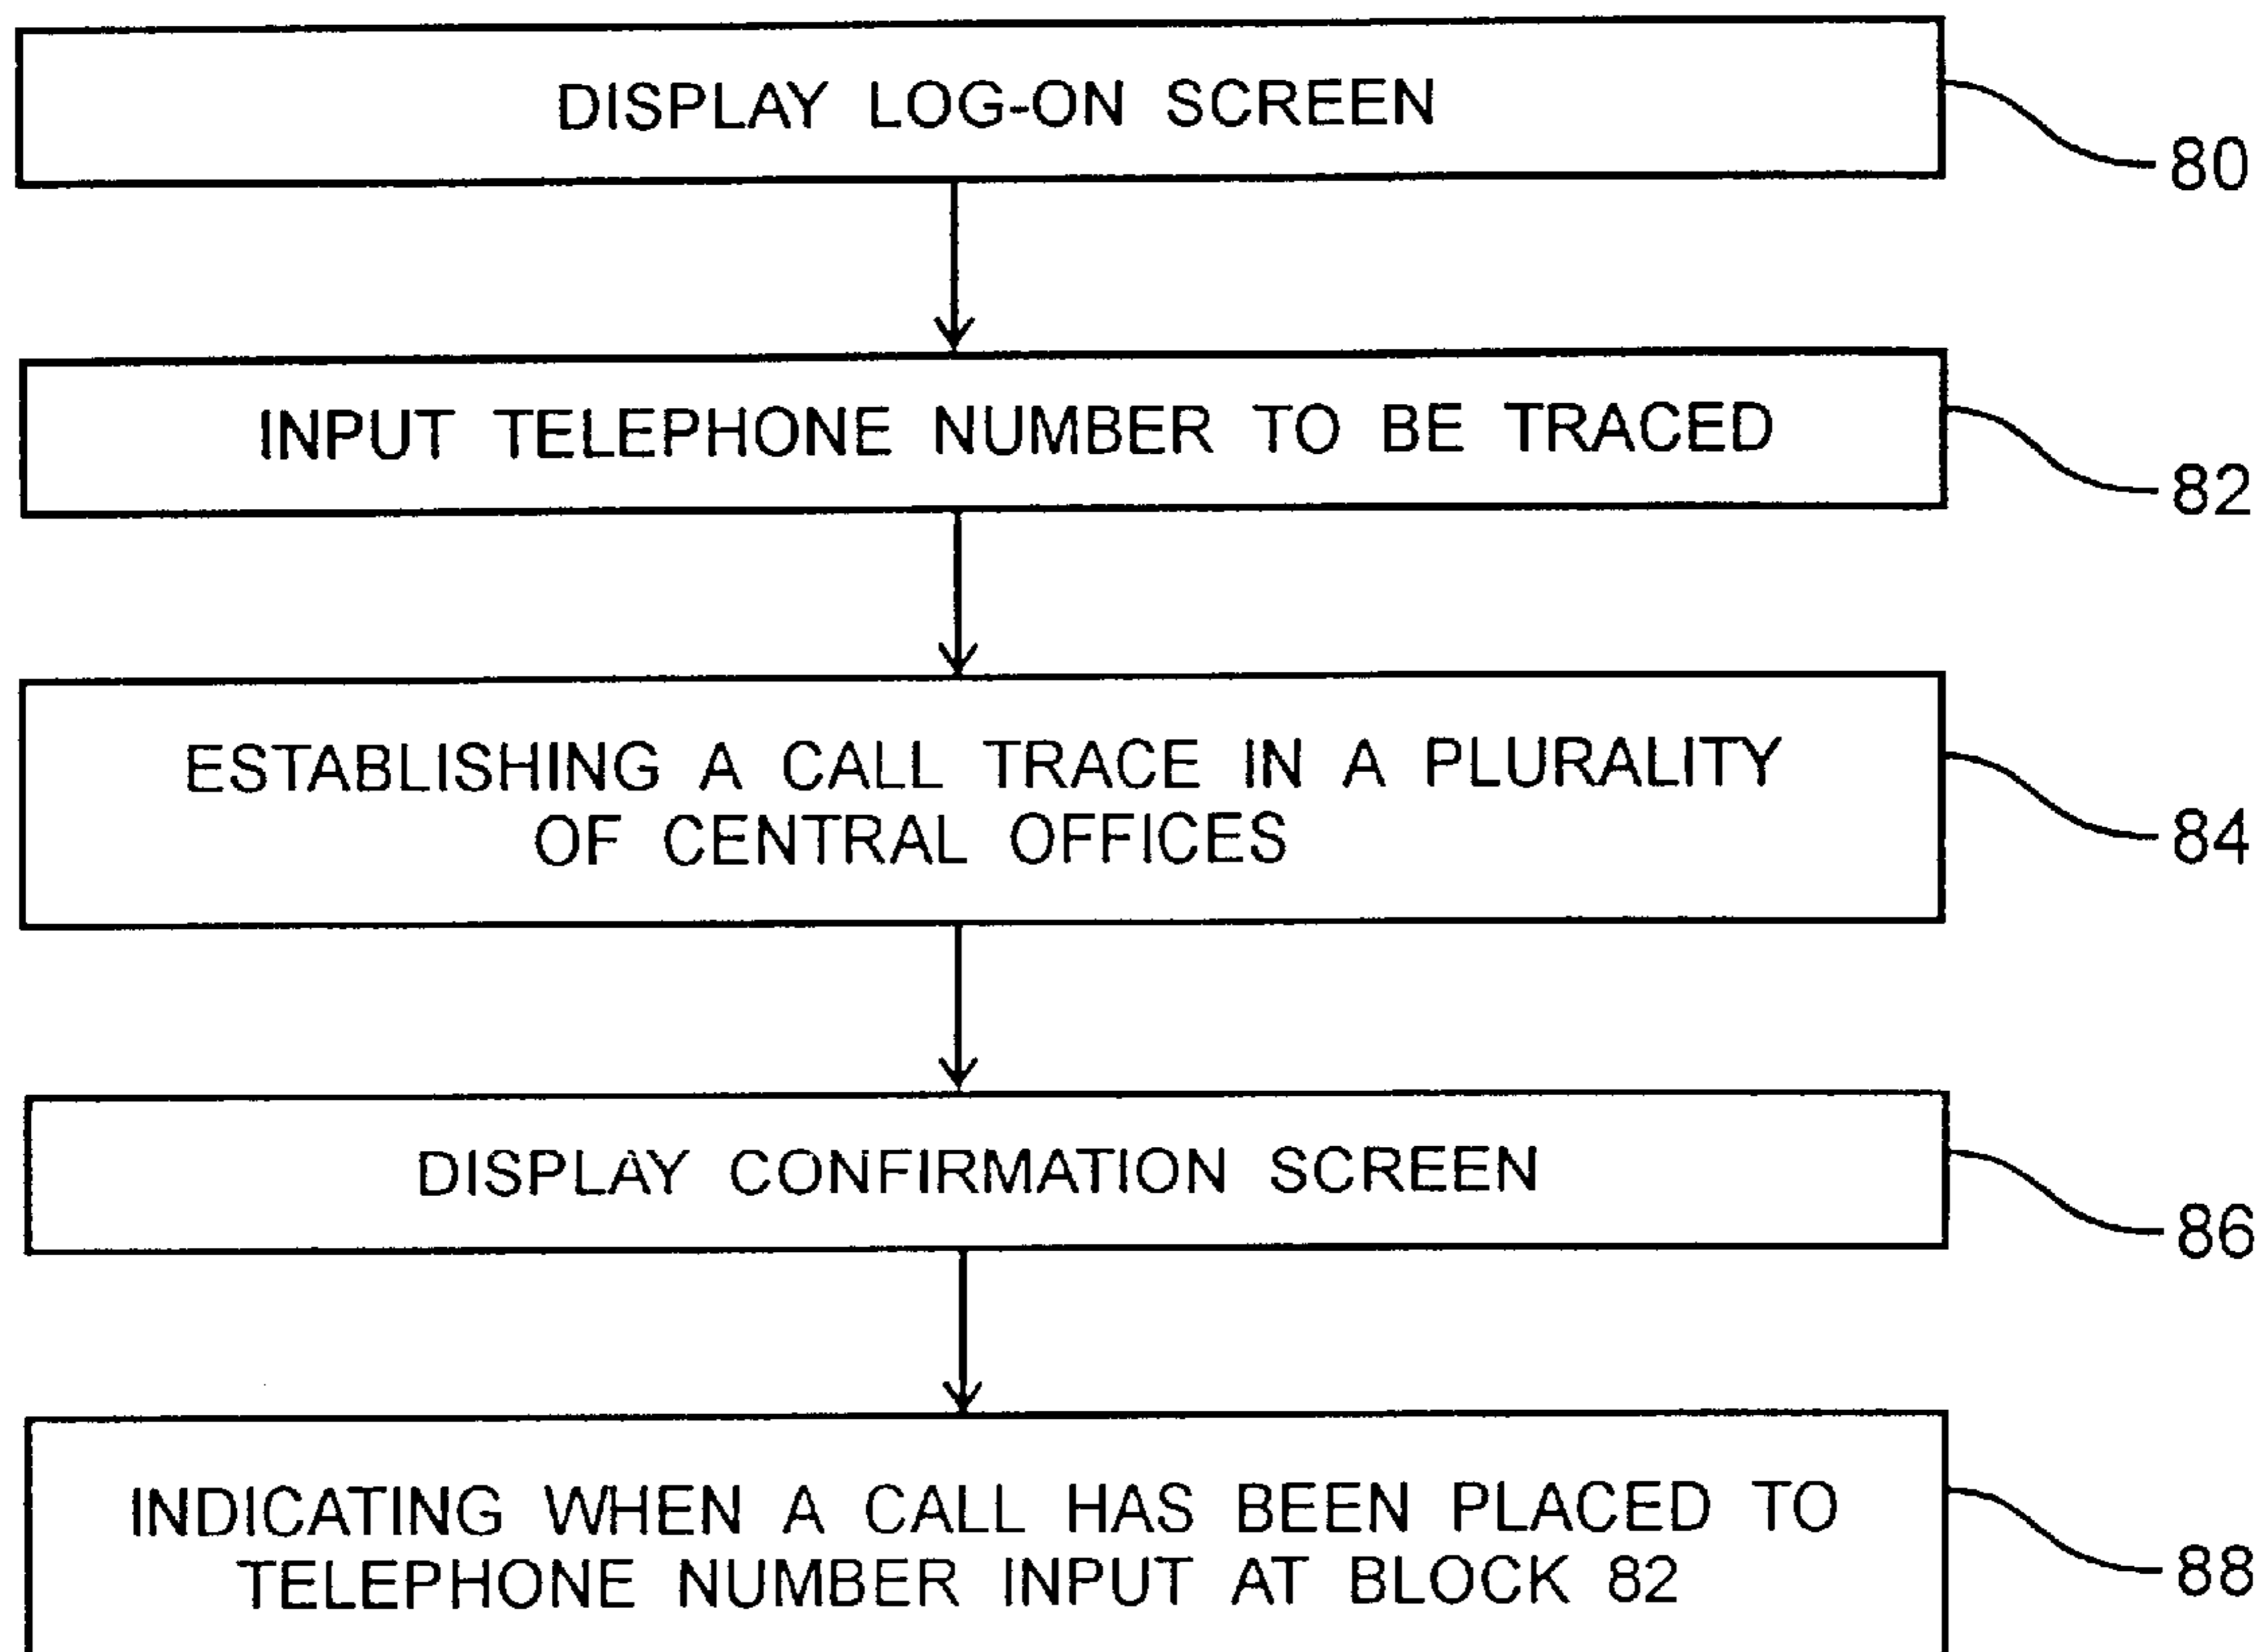 DISPLAY LOG-ON SCREEN
80
INPUT TELEPHONE NUMBER TO BE TRACED
82
ESTABLISHING A CALL TRACE IN A PLURALITY
OF CENTRAL OFFICES
84
DISPLAY CONFIRMATION SCREEN
86
INDICATING WHEN A CALL HAS BEEN PLACED TO
TELEPHONE NUMBER INPUT AT BLOCK 82
88